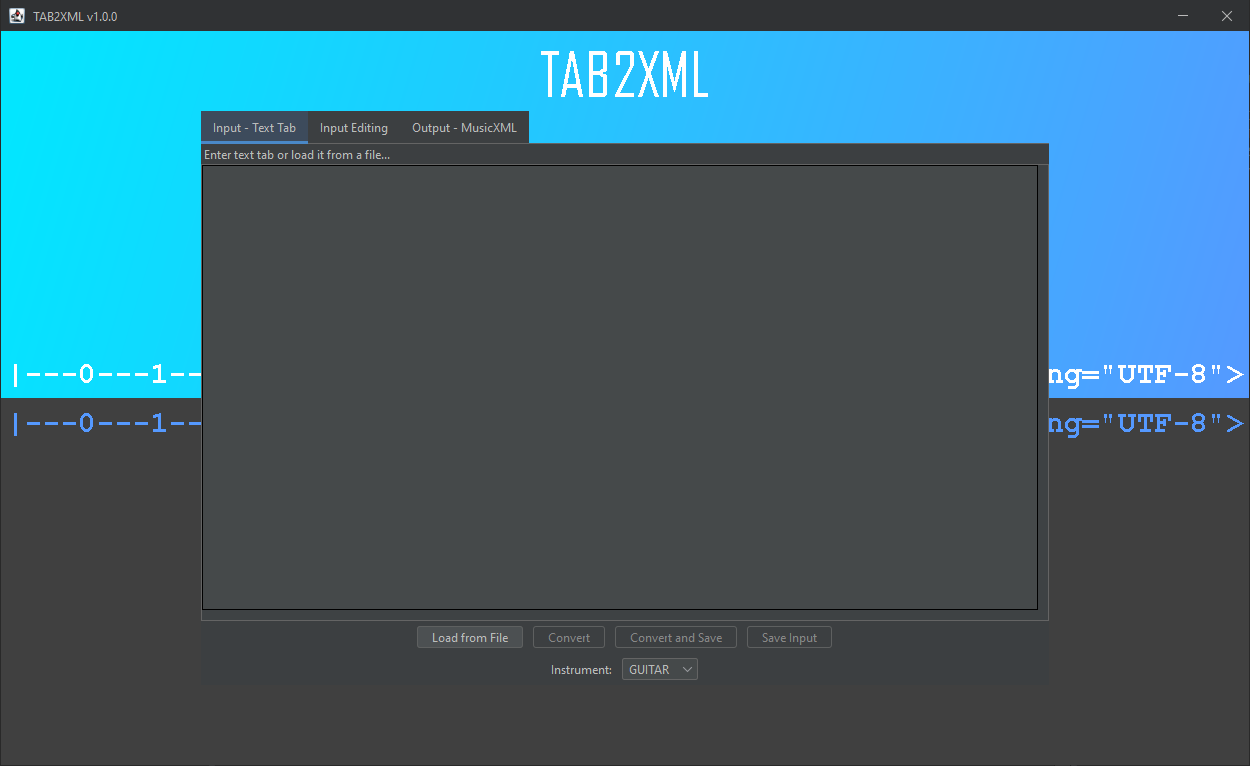 TAB2XML v1.0.0
TAB2XML
Input - Text Tab Input Editing Output - MusicXML
Enter text tab or load it from a file...
|---0---1-- ng="UTF-8">
|---0---1-- ng="UTF-8">
Load from File Convert Convert and Save Save Input
Instrument: GUITAR